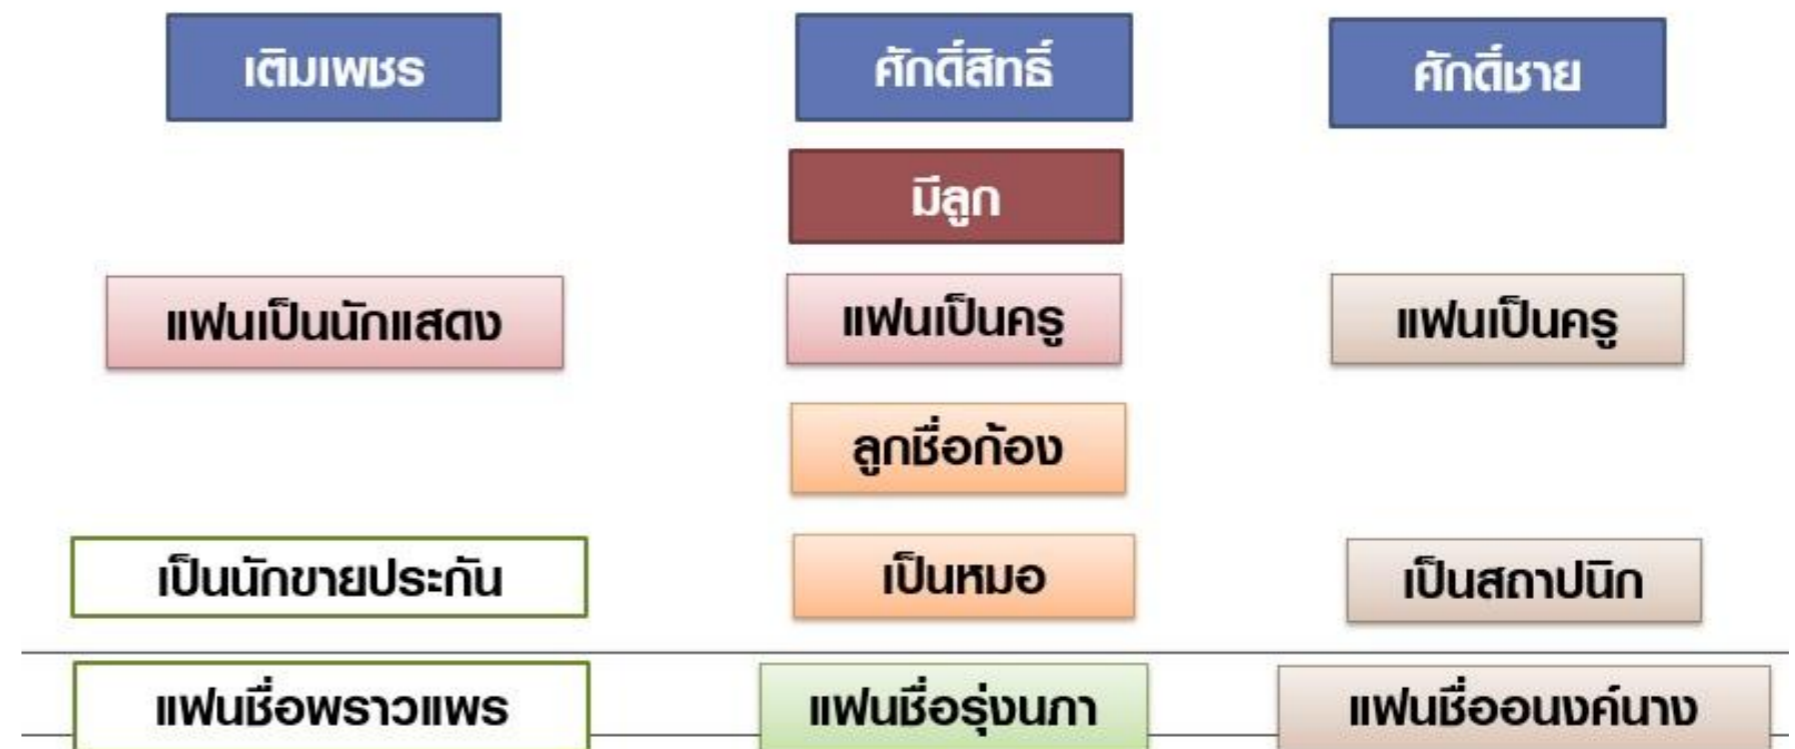 เติมเพชร
ศักดิ์สิทธิ์
ศักดิ์ชาย
มีลูก
แฟนเป็นนักแสดง
แฟนเป็นครู
แฟนเป็นครู
ลูกชื่อก้อง
เป็นนักขายประกัน
เป็นหมอ
เป็นสถาปนิก
แฟนชื่อพราวแพร
แฟนชื่อรุ่งนภา
แฟนชื่ออนงค์นาง